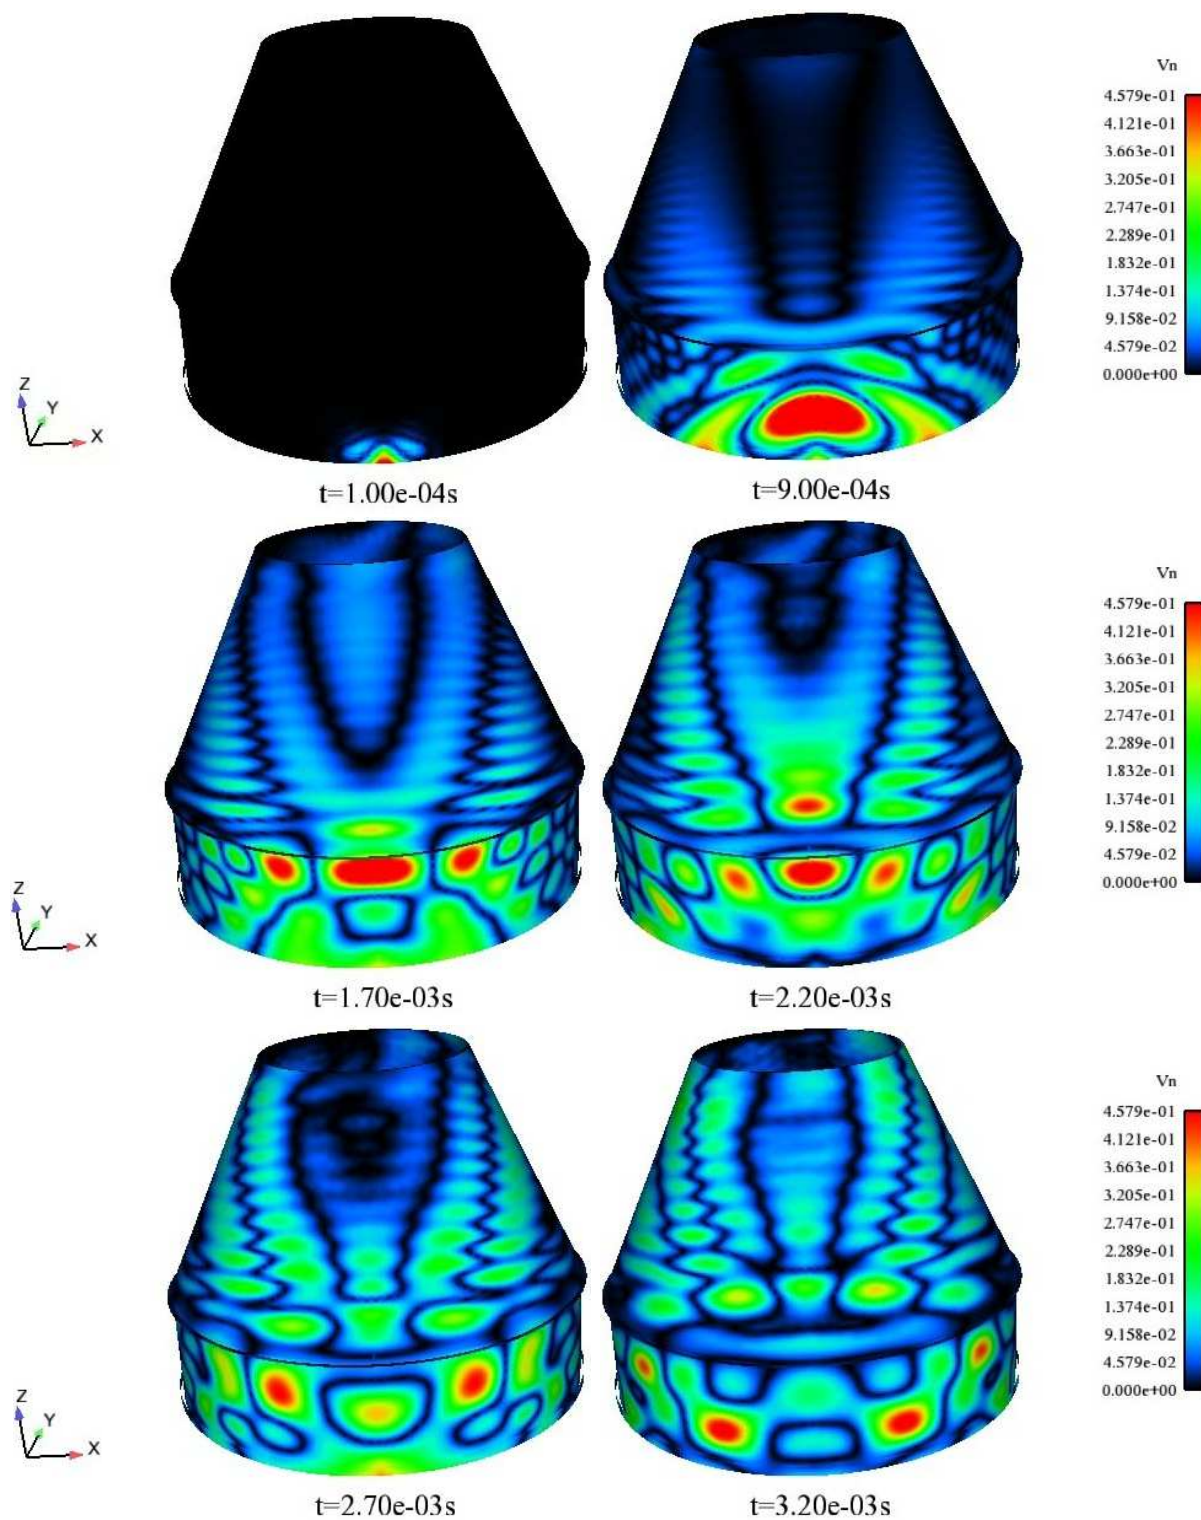 Vn
4.579e-01
4.121e-01
3.663e-01
3.205e-01
2.747e-01
2.289e-01
1.832e-01
1.374e-01
9.158e-02
4.579e-02
0.000e+00
Z
Y
X
t=1.00e-04s
t=9.00e-04s
Vn
4.579e-01
4.121e-01
3.663e-01
3.205e-01
2.747e-01
2.289e-01
1.832e-01
1.374e-01
9.158e-02
4.579e-02
0.000e+00
Z
Y
X
t=1.70e-03s
t=2.20e-03s
Vn
4.579e-01
4.121e-01
3.663e-01
3.205e-01
2.747e-01
2.289e-01
1.832e-01
1.374e-01
9.158e-02
4.579e-02
0.000e+00
Z
Y
X
t=2.70e-03s
t=3.20e-03s